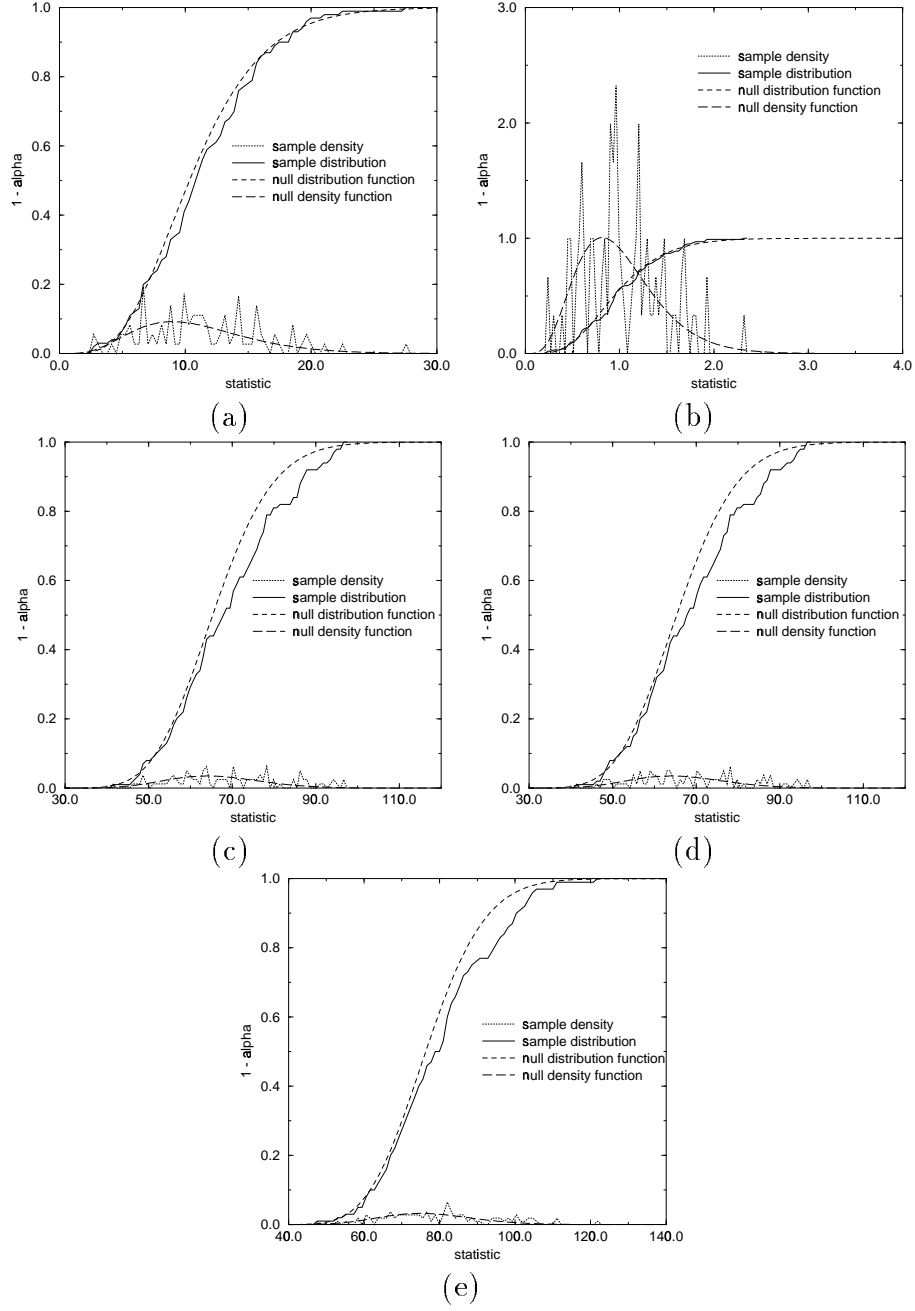 1.0
0.8
0.6
0.4
0.2
0.0
1 - alpha
sample density
sample distribution
null distribution function
null density function
0.0 10.0 20.0 30.0
statistic
(a)
3.0
2.0
1.0
0.0
1 - alpha
sample density
sample distribution
null distribution function
null density function
0.0 1.0 2.0 3.0 4.0
statistic
(b)
1.0
0.8
0.6
0.4
0.2
0.0
1 - alpha
sample density
sample distribution
null distribution function
null density function
30.0 50.0 70.0 90.0 110.0
statistic
(c)
1.0
0.8
0.6
0.4
0.2
0.0
1 - alpha
sample density
sample distribution
null distribution function
null density function
30.0 50.0 70.0 90.0 110.0
statistic
(d)
1.0
0.8
0.6
0.4
0.2
0.0
1 - alpha
sample density
sample distribution
null distribution function
null density function
40.0 60.0 80.0 100.0 120.0 140.0
statistic
(e)